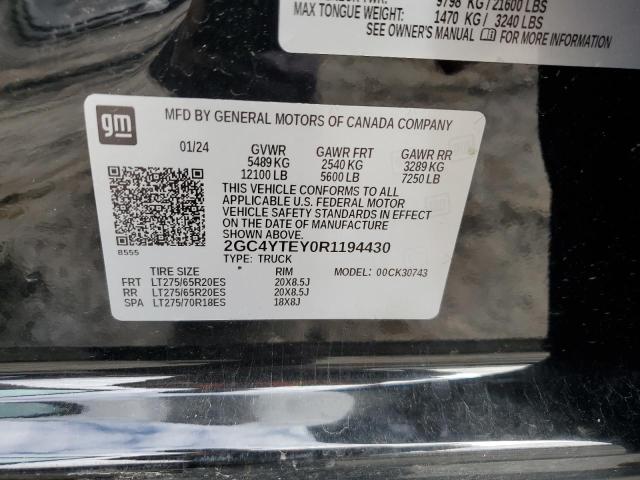 9798 KG/21600 LBS
MAX TONGUE WEIGHT: 1470 KG / 3240 LBS
SEE OWNER'S MANUAL FOR MORE INFORMATION
gm
MFD BY GENERAL MOTORS OF CANADA COMPANY
01/24 GVWR GAWR FRT GAWR RR
5489 KG 2540 KG 3289 KG
12100 LB 5600 LB 7250 LB
THIS VEHICLE CONFORMS TO ALL
APPLICABLE U.S. FEDERAL MOTOR
VEHICLE SAFETY STANDARDS IN EFFECT
ON THE DATE OF MANUFACTURE
SHOWN ABOVE.
8555 2GC4YTEY0R1194430
TYPE: TRUCK
TIRE SIZE RIM MODEL: 00CK30743
FRT LT275/65R20ES 20X8.5J
RR LT275/65R20ES 20X8.5J
SPA LT275/70R18ES 18X8J